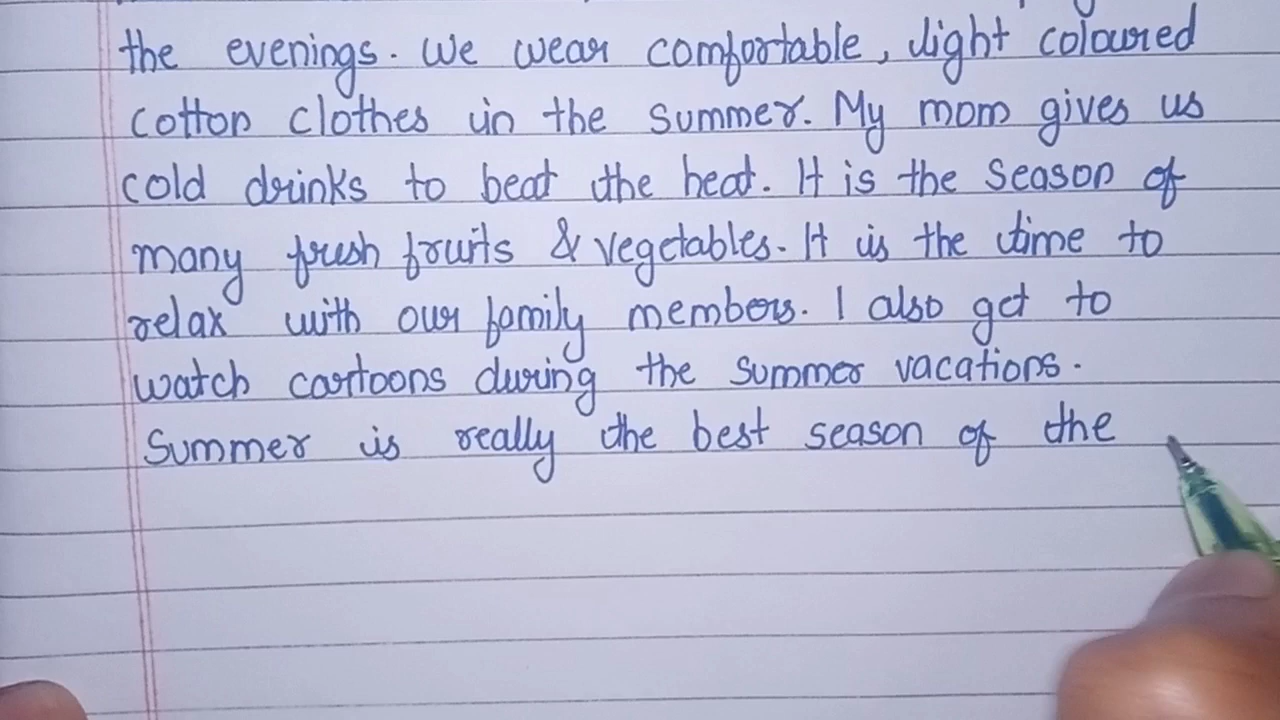 the evenings. We wear comfortable, light coloured
cotton clothes in the summer. My mom gives us
cold drinks to beat the heat. It is the season of
many fresh fruits & vegetables. It is the time to
relax with our family members. I also get to
watch cartoons during the summer vacations.
Summer is really the best season of the